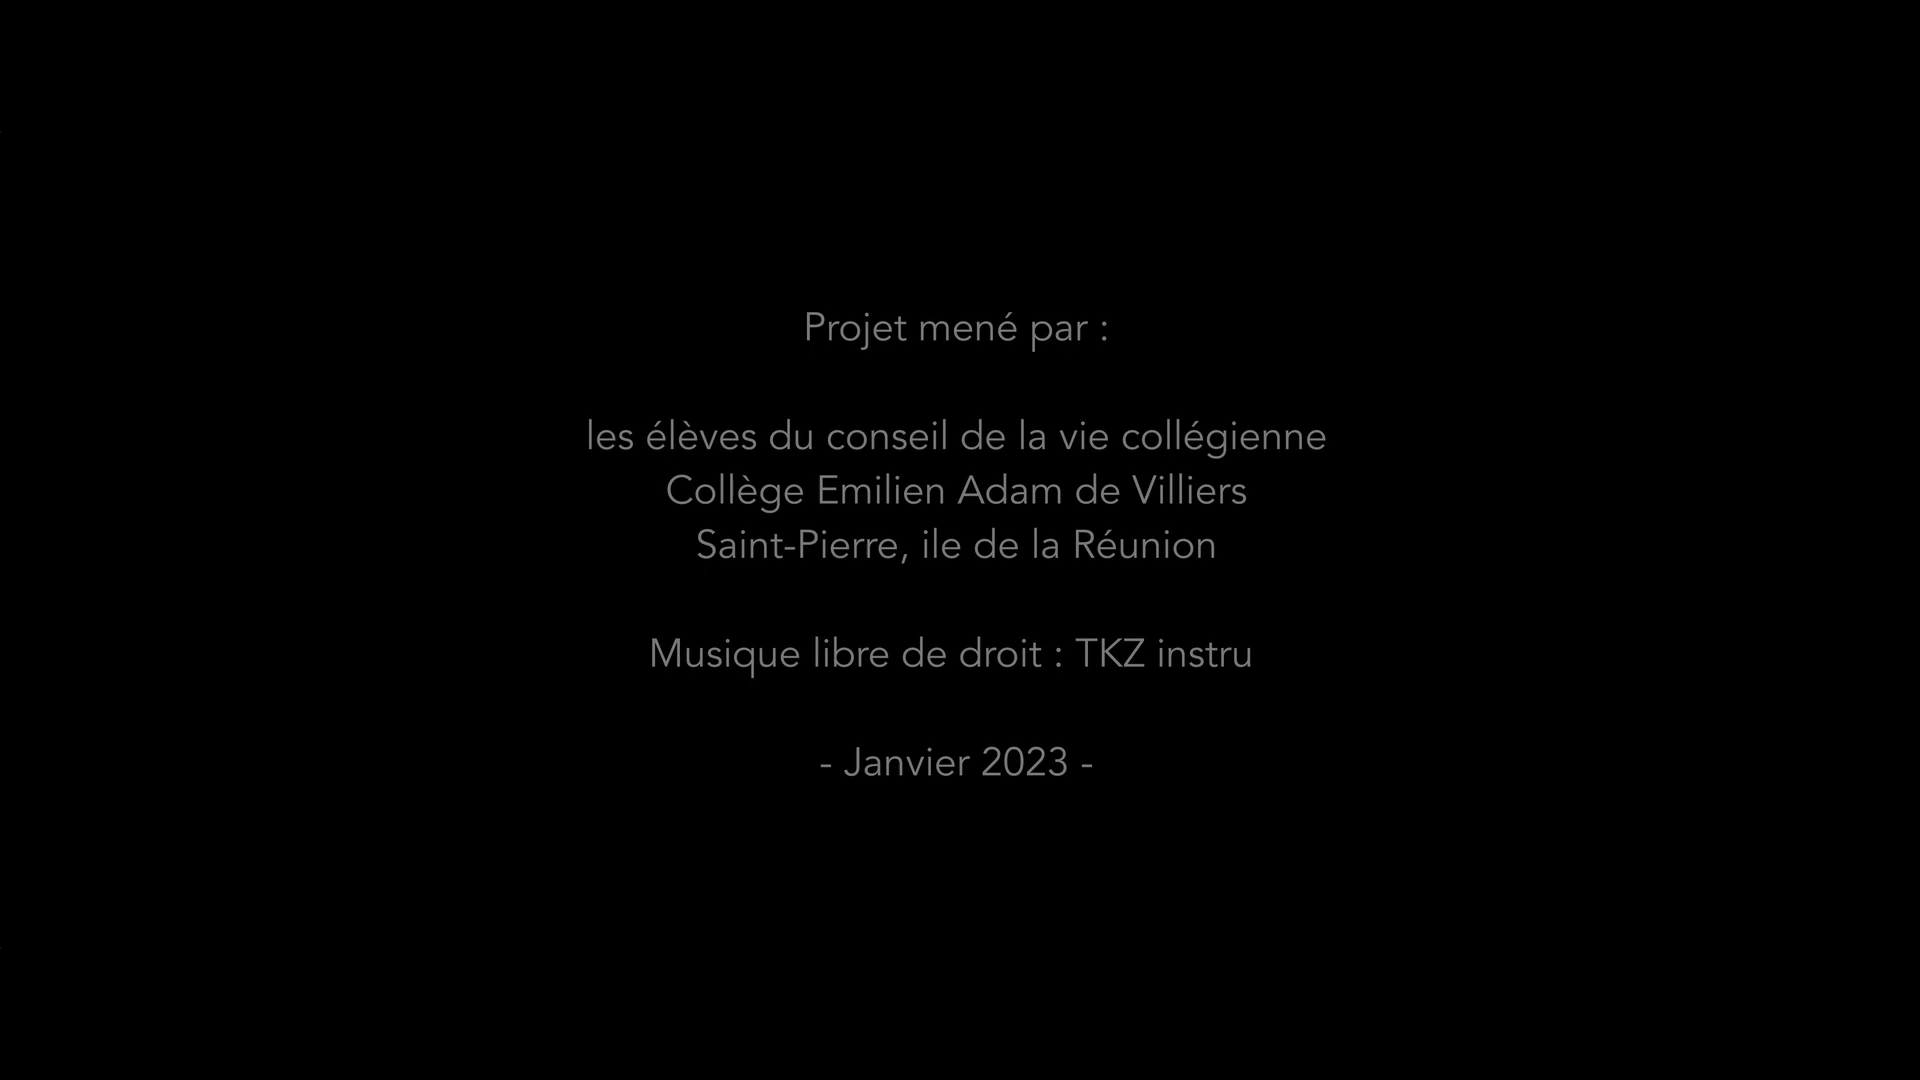 Projet mené par :
les élèves du conseil de la vie collégienne
Collège Emilien Adam de Villiers
Saint-Pierre, ile de la Réunion
Musique libre de droit : TKZ instru
- Janvier 2023 -